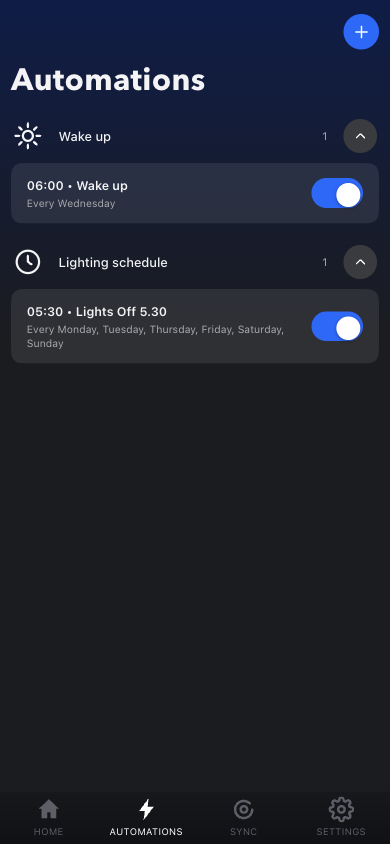 Automations
Wake up 1
06:00 • Wake up
Every Wednesday
Lighting schedule 1
05:30 • Lights Off 5.30
Every Monday, Tuesday, Thursday, Friday, Saturday,
Sunday
HOME AUTOMATIONS SYNC SETTINGS